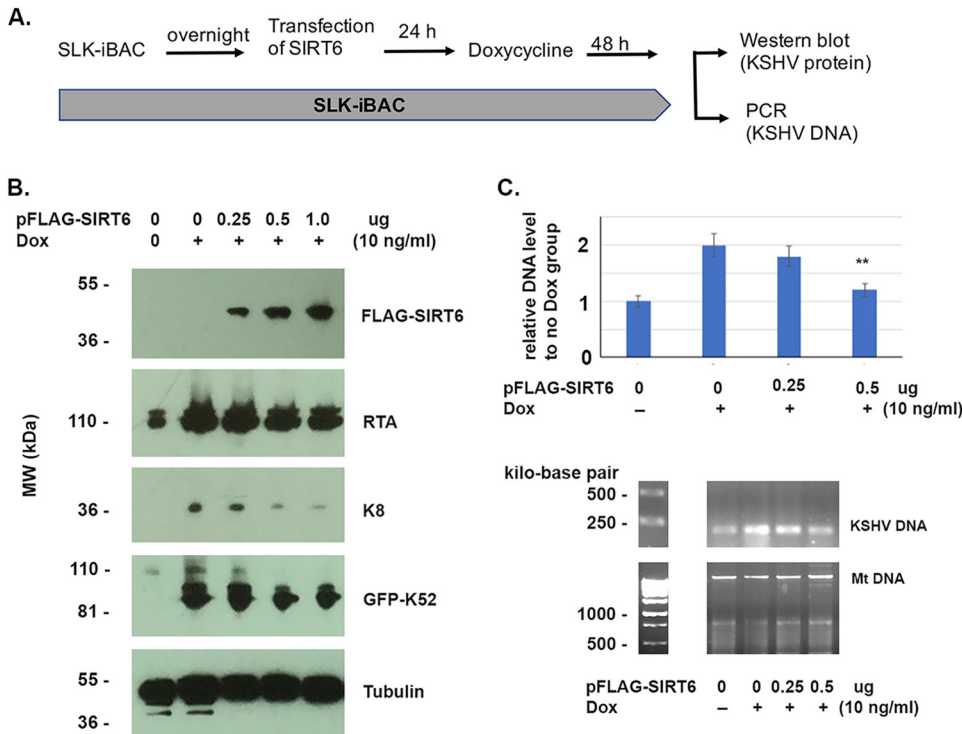 A.
SLK-iBAC overnight Transfection of SIRT6 24 h Doxycycline 48 h Western blot (KSHV protein)
PCR (KSHV DNA)
SLK-iBAC
B.
pFLAG-SIRT6 0 0 0.25 0.5 1.0 ug
Dox 0 + + + + (10 ng/ml)
MW (kDa)
55 -
FLAG-SIRT6
36 -
110 - RTA
36 - K8
110 -
GFP-K52
81 -
55 - Tubulin
36 -
C.
relative DNA level
to no Dox group
2
1
0
**
pFLAG-SIRT6 0 0 0.25 0.5 ug
Dox – + + + (10 ng/ml)
kilo-base pair
500 -
250 - KSHV DNA
Mt DNA
1000 -
500 -
pFLAG-SIRT6 0 0 0.25 0.5 ug
Dox – + + + (10 ng/ml)